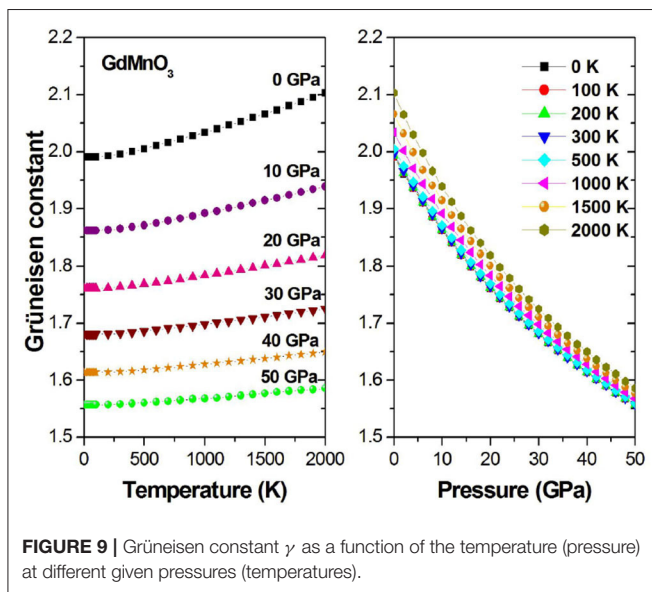 2.2
2.1
2.0
1.9
1.8
1.7
1.6
1.5
Grüneisen constant
GdMnO3
0 GPa
10 GPa
20 GPa
30 GPa
40 GPa
50 GPa
0 500 1000 1500 2000
Temperature (K)
2.2
2.1
2.0
1.9
1.8
1.7
1.6
1.5
0 K
100 K
200 K
300 K
500 K
1000 K
1500 K
2000 K
0 10 20 30 40 50
Pressure (GPa)
FIGURE 9 | Grüneisen constant γ as a function of the temperature (pressure)
at different given pressures (temperatures).